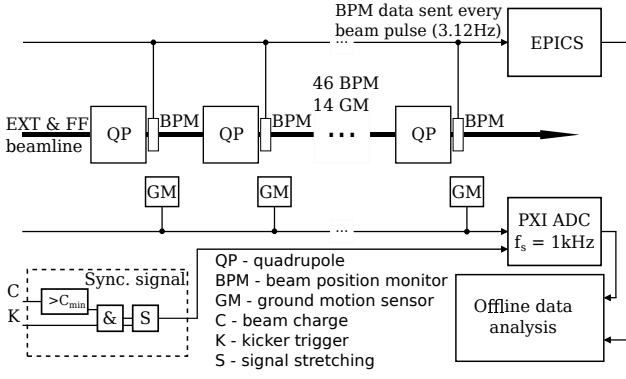 BPM data sent every
beam pulse (3.12Hz)
EPICS
...
46 BPM
14 GM
EXT & FF
beamline
QP
BPM
QP
BPM
...
QP
BPM
GM
GM
GM
...
PXI ADC
fs = 1kHz
Sync. signal
C
>Cmin
K
&
S
QP - quadrupole
BPM - beam position monitor
GM - ground motion sensor
C - beam charge
K - kicker trigger
S - signal stretching
Offline data
analysis